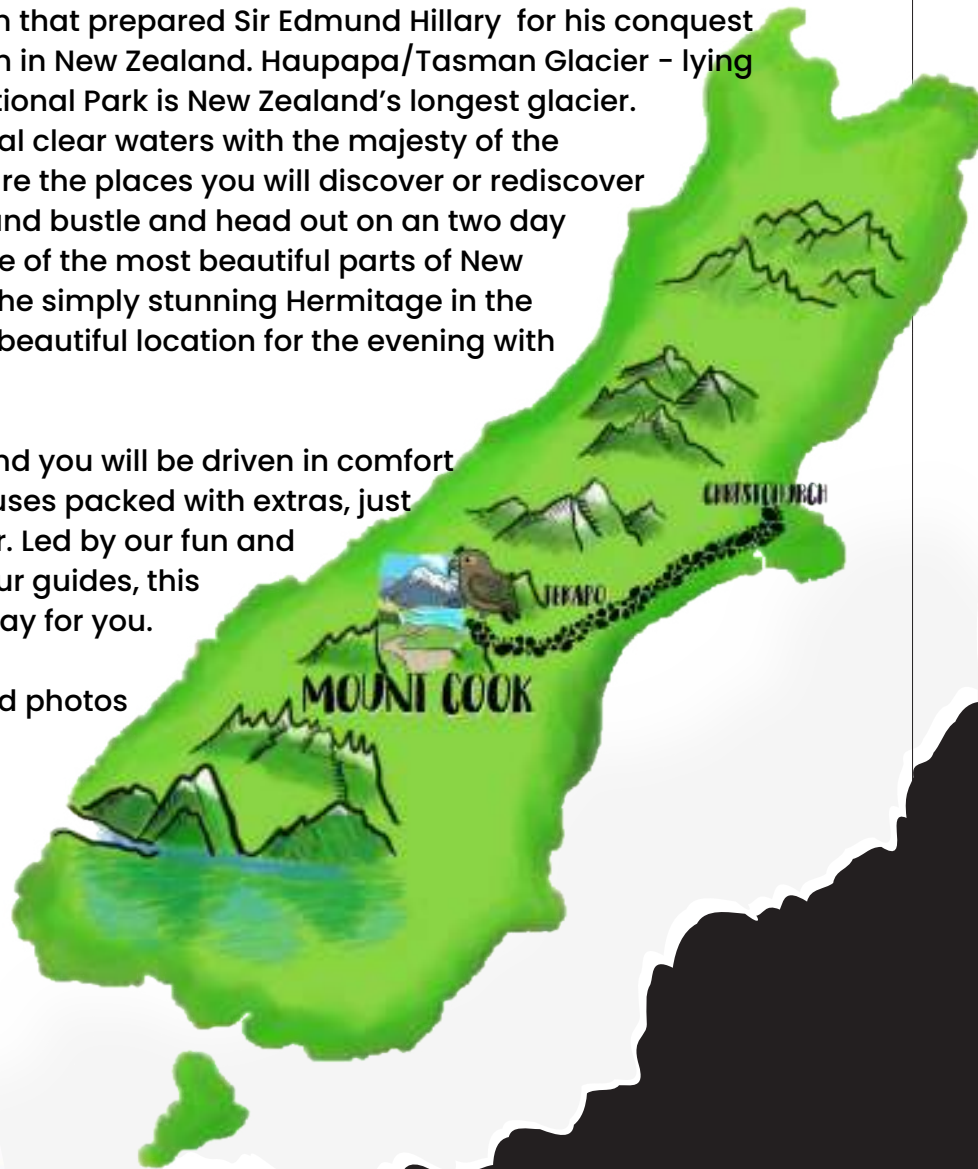 n that prepared Sir Edmund Hillary  for his conquest
n in New Zealand. Haupapa/Tasman Glacier - lying
tional Park is New Zealand's longest glacier.
al clear waters with the majesty of the
re the places you will discover or rediscover
nd bustle and head out on an two day
e of the most beautiful parts of New
he simply stunning Hermitage in the
beautiful location for the evening with
nd you will be driven in comfort
uses packed with extras, just
r. Led by our fun and
ur guides, this
ay for you.
d photos
CHRISTCHURCH
TEKAPO
MOUNT COOK